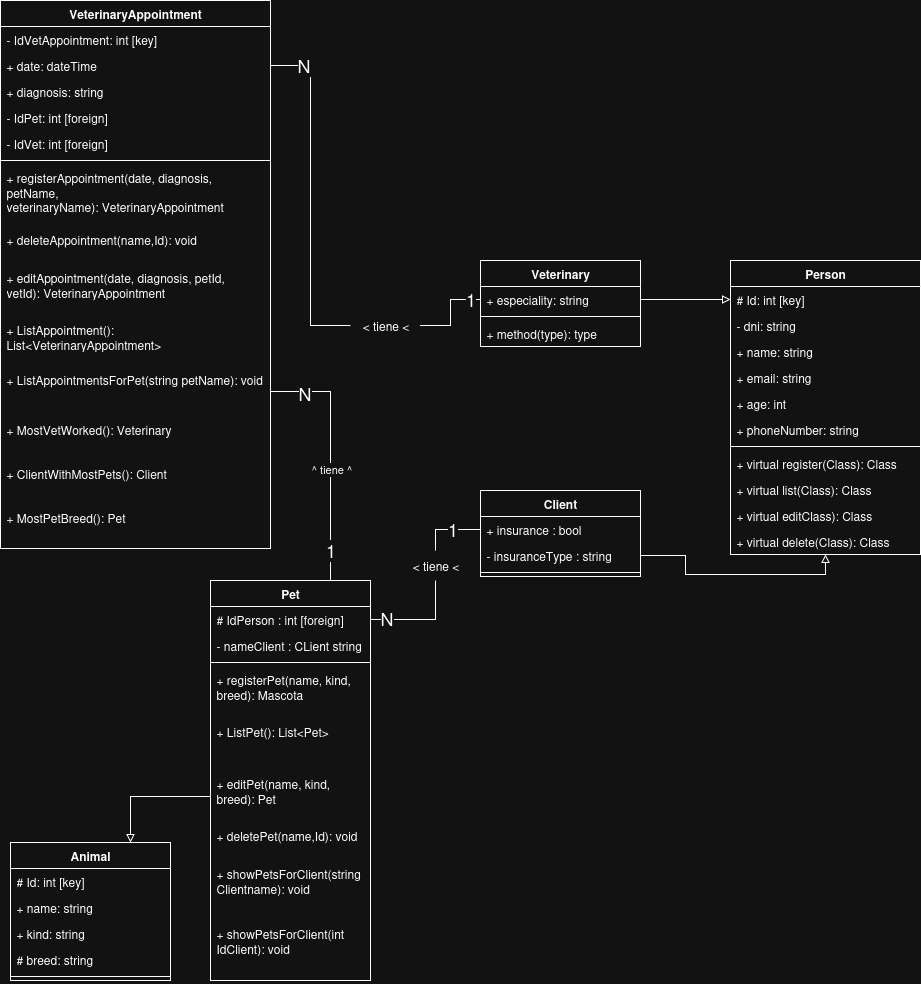 VeterinaryAppointment
- IdVetAppointment: int [key]
+ date: dateTime
+ diagnosis: string
- IdPet: int [foreign]
- IdVet: int [foreign]
+ registerAppointment(date, diagnosis,
petName,
veterinaryName): VeterinaryAppointment
+ deleteAppointment(name,Id): void
+ editAppointment(date, diagnosis, petId,
vetId): VeterinaryAppointment
+ ListAppointment():
List<VeterinaryAppointment>
+ ListAppointmentsForPet(string petName): void
+ MostVetWorked(): Veterinary
+ ClientWithMostPets(): Client
+ MostPetBreed(): Pet
N
< tiene <
1
Veterinary
+ especiality: string
+ method(type): type
Person
# Id: int [key]
- dni: string
+ name: string
+ email: string
+ age: int
+ phoneNumber: string
+ virtual register(Class): Class
+ virtual list(Class): Class
+ virtual editClass): Class
+ virtual delete(Class): Class
N
^ tiene ^
1
Client
+ insurance : bool
- insuranceType : string
1
< tiene <
N
Pet
# IdPerson : int [foreign]
- nameClient : CLient string
+ registerPet(name, kind,
breed): Mascota
+ ListPet(): List<Pet>
+ editPet(name, kind,
breed): Pet
+ deletePet(name,Id): void
+ showPetsForClient(string
Clientname): void
+ showPetsForClient(int
IdClient): void
Animal
# Id: int [key]
+ name: string
+ kind: string
# breed: string